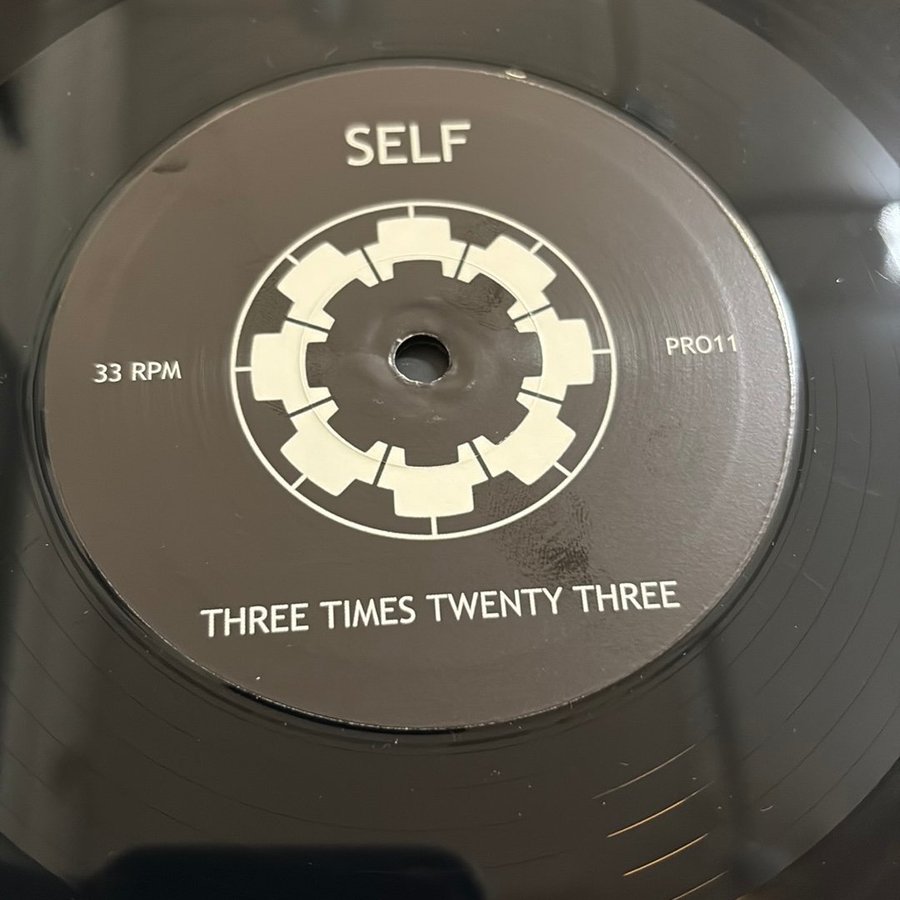 SELF
33 RPM
PRO11
THREE TIMES TWENTY THREE